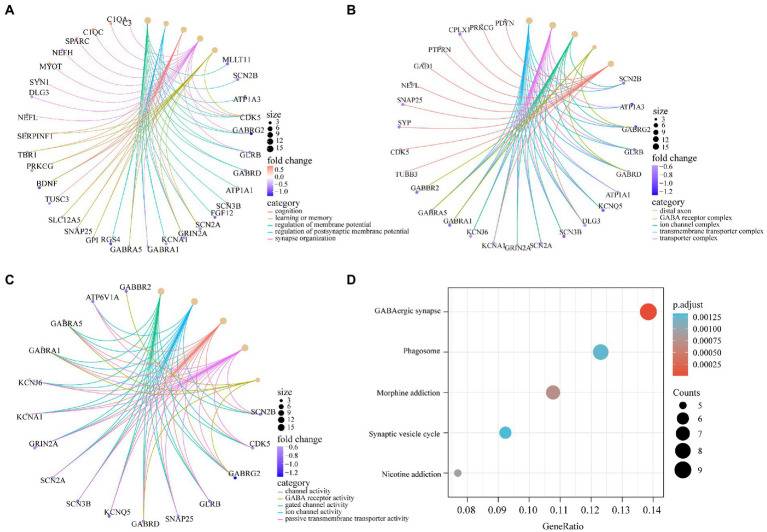 A
C1QA
C3
C1QC
SPARC
NEFH
MYOT
SYN1
DLG3
NEFL
SERPINF1
TBR1
PRKCG
BDNF
TUSC3
SLC12A5
SNAP25
GPI
RGS4
GABRA5
GABRA1
KCNA1
GRIN2A
SCN2A
FGF12
SCN3B
ATP1A1
GABRD
GLRB
GABRG2
CDK5
ATP1A3
SCN2B
MLLT11
size
3
6
9
12
15
fold change
0.5
0.0
-0.5
-1.0
category
cognition
learning or memory
regulation of membrane potential
regulation of postsynaptic membrane potential
synapse organization
B
PDYN
PRKCG
CPLX1
PTPRN
GAD1
NEFL
SNAP25
SYP
CDK5
TUBB3
GABBR2
GABRA5
GABRA1
KCNJ6
KCNA1
GRIN2A
SCN2A
SCN3B
DLG3
KCNQ5
ATP1A1
GABRD
GLRB
GABRG2
ATP1A3
SCN2B
size
3
6
9
12
15
fold change
-0.6
-0.8
-1.0
-1.2
category
distal axon
GABA receptor complex
ion channel complex
transmembrane transporter complex
transporter complex
C
GABBR2
ATP6V1A
GABRA5
GABRA1
KCNJ6
KCNA1
GRIN2A
SCN2A
SCN3B
KCNQ5
GABRD
SNAP25
GLRB
GABRG2
CDK5
SCN2B
size
3
6
9
12
15
fold change
-0.6
-0.8
-1.0
-1.2
category
channel activity
GABA receptor activity
gated channel activity
ion channel activity
passive transmembrane transporter activity
D
GABAergic synapse
Phagosome
Morphine addiction
Synaptic vesicle cycle
Nicotine addiction
0.08
0.09
0.10
0.11
0.12
0.13
0.14
GeneRatio
p.adjust
0.00125
0.00100
0.00075
0.00050
0.00025
Counts
5
6
7
8
9